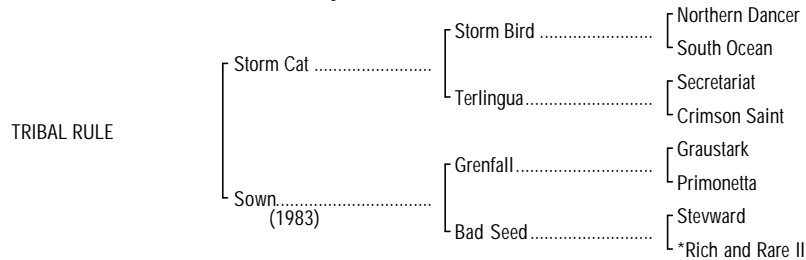 Northern Dancer
Storm Bird ........................
South Ocean
Storm Cat ..........................
Secretariat
Terlingua...........................
Crimson Saint
TRIBAL RULE
Graustark
Grenfall.............................
Primonetta
Sown..................................
(1983)
Stevward
Bad Seed ..........................
*Rich and Rare II